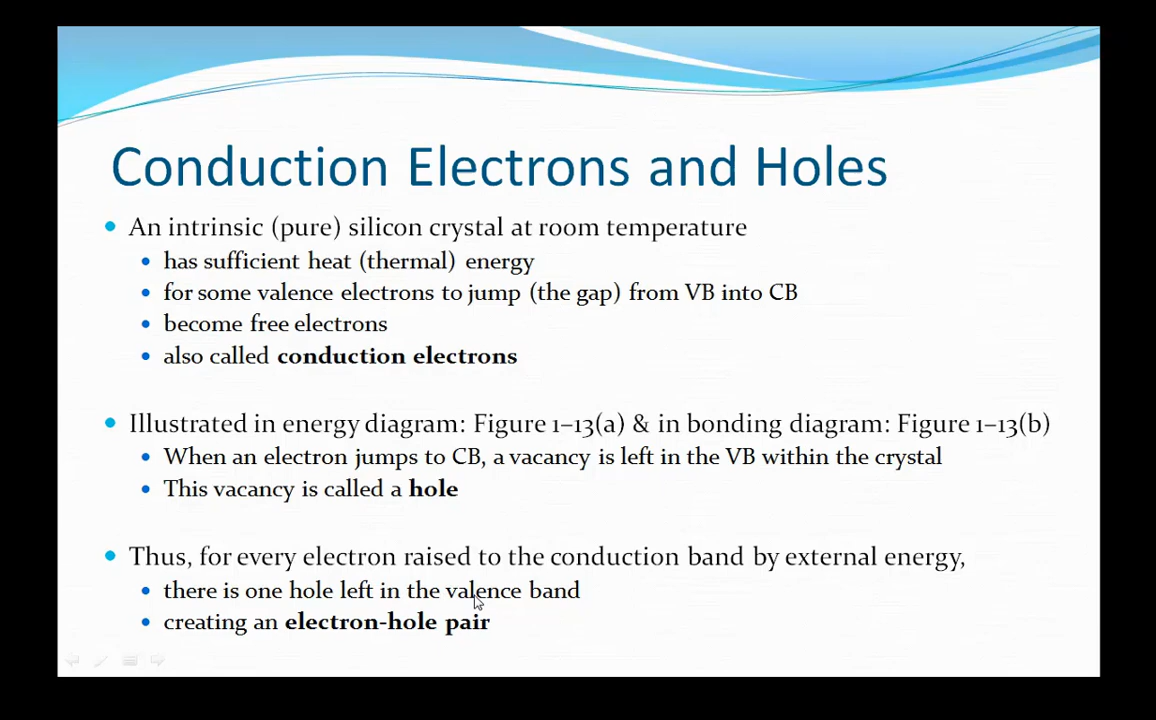 Conduction Electrons and Holes
An intrinsic (pure) silicon crystal at room temperature
has sufficient heat (thermal) energy
for some valence electrons to jump (the gap) from VB into CB
become free electrons
also called conduction electrons
Illustrated in energy diagram: Figure 1–13(a) & in bonding diagram: Figure 1–13(b)
When an electron jumps to CB, a vacancy is left in the VB within the crystal
This vacancy is called a hole
Thus, for every electron raised to the conduction band by external energy,
there is one hole left in the valence band
creating an electron-hole pair